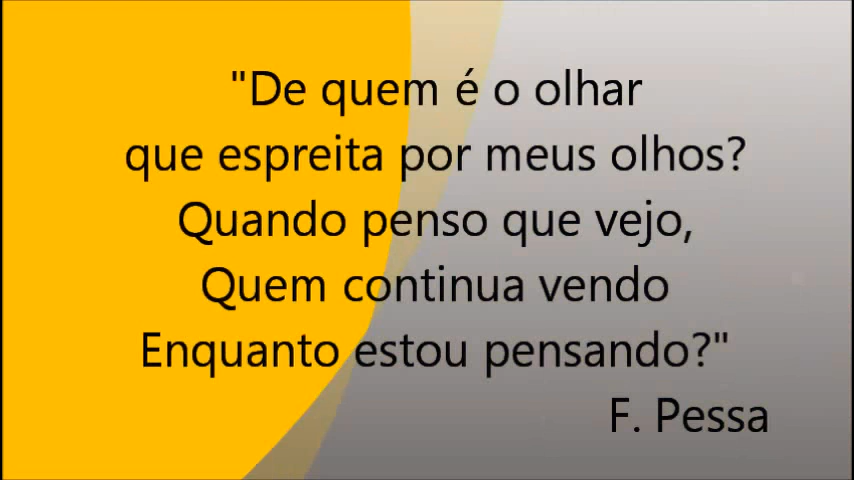 "De quem é o olhar
que espreita por meus olhos?
Quando penso que vejo,
Quem continua vendo
Enquanto estou pensando?"
F. Pessa